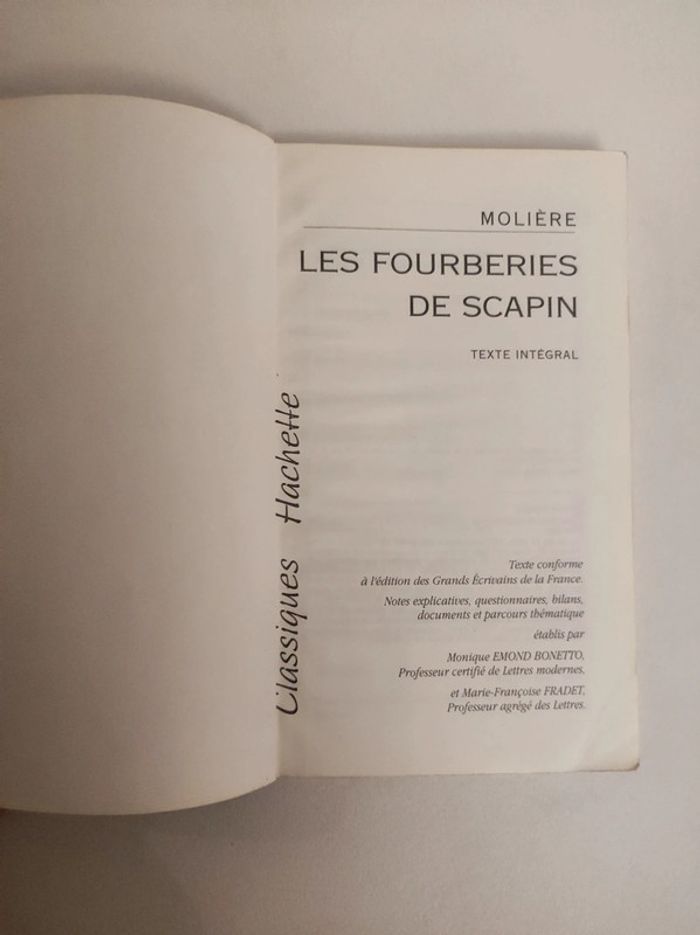 MOLIÈRE
LES FOURBERIES
DE SCAPIN
TEXTE INTÉGRAL
Classiques Hachette
Texte conforme
à l'édition des Grands Écrivains de la France.
Notes explicatives, questionnaires, bilans,
documents et parcours thématique
établis par
Monique EMOND BONETTO,
Professeur certifié de Lettres modernes,
et Marie-Françoise FRADET,
Professeur agrégé des Lettres.